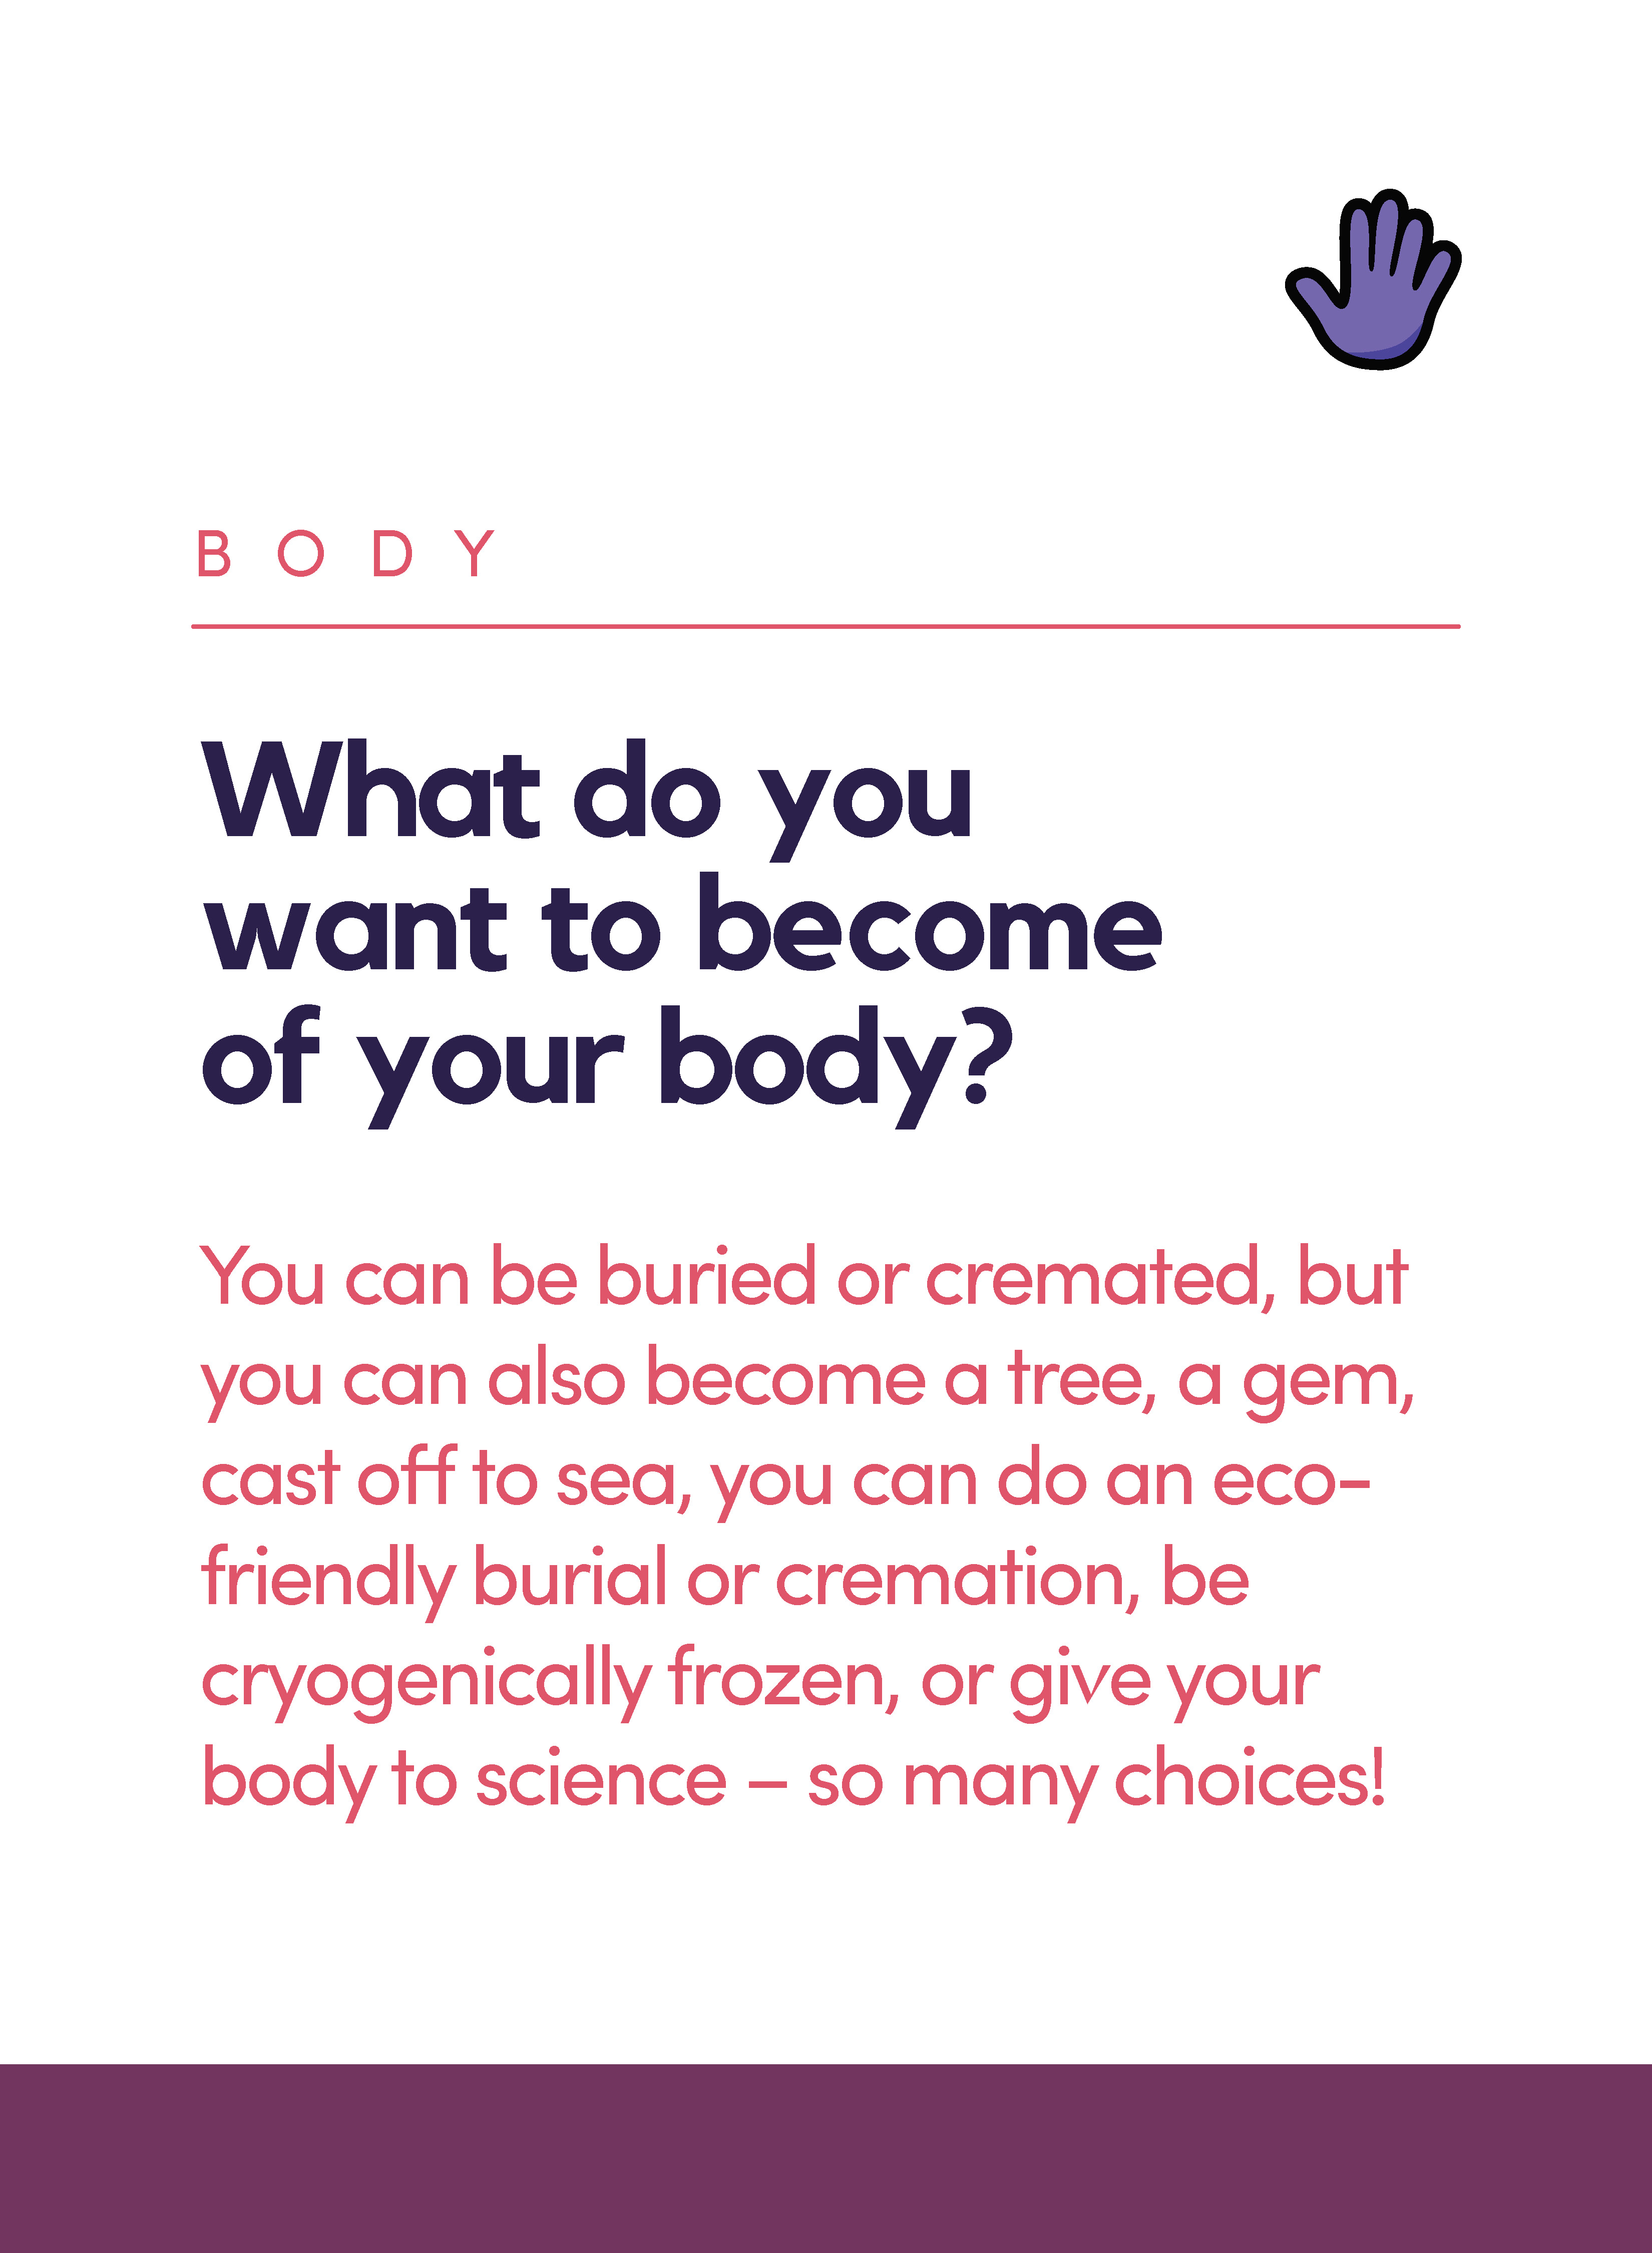 BODY
What do you
want to become
of your body?
You can be buried or cremated, but
you can also become a tree, a gem,
cast off to sea, you can do an eco-
friendly burial or cremation, be
cryogenically frozen, or give your
body to science – so many choices!